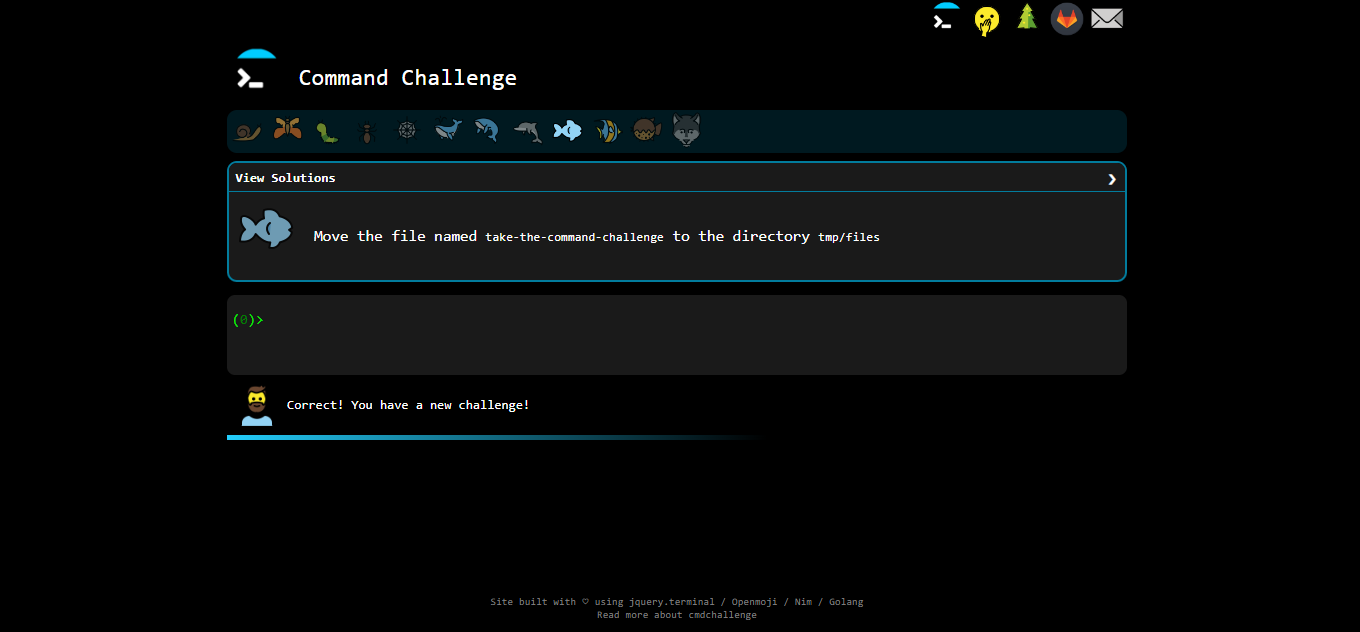 Command Challenge
View Solutions
Move the file named take-the-command-challenge to the directory tmp/files
(0)>
Correct! You have a new challenge!
Site built with ♡ using jquery.terminal / Openmoji / Nim / Golang
Read more about cmdchallenge